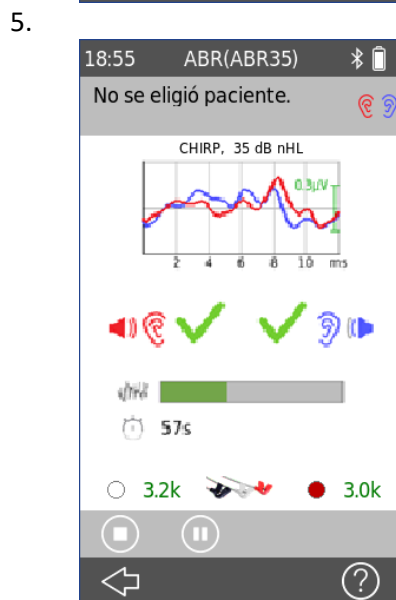 5.
18:55 ABR(ABR35)
No se eligió paciente.
CHIRP, 35 dB nHL
0.3µV
2 4 6 8 10 ms
57s
3.2k 3.0k
?